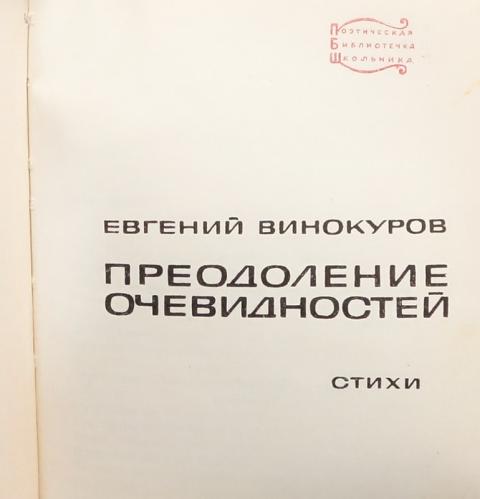 Поэтическая
Библиотечка
Школьника
ЕВГЕНИЙ ВИНОКУРОВ
ПРЕОДОЛЕНИЕ
ОЧЕВИДНОСТЕЙ
СТИХИ